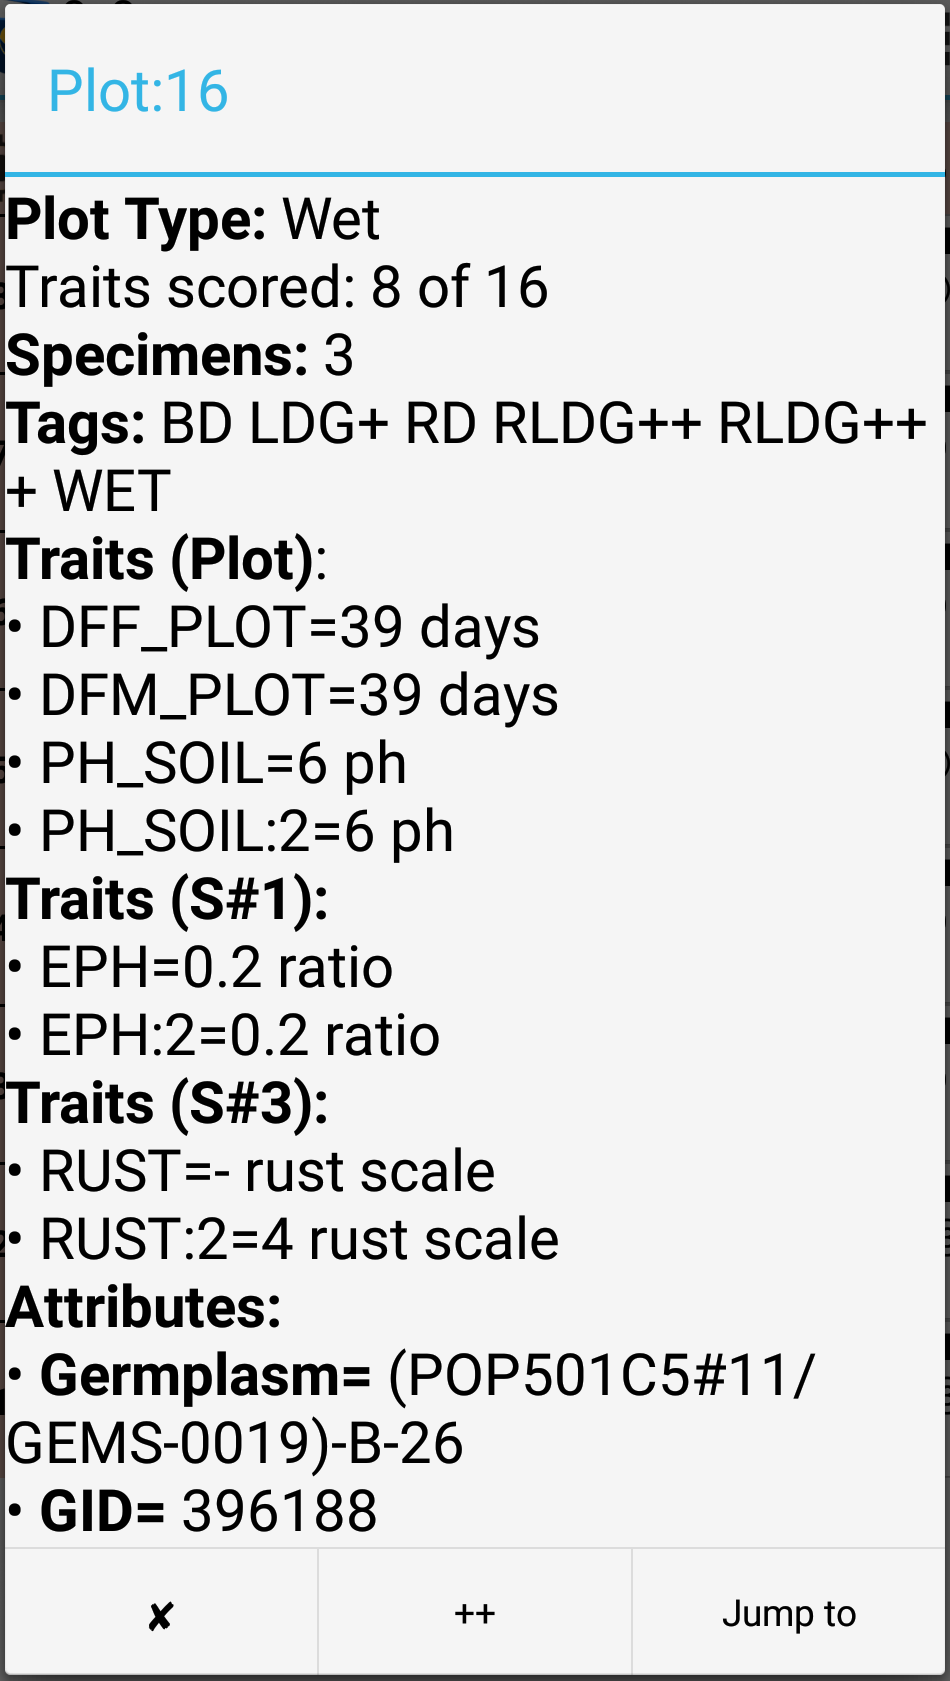 Plot:16
Plot Type: Wet
Traits scored: 8 of 16
Specimens: 3
Tags: BD LDG+ RD RLDG++ RLDG++
+ WET
Traits (Plot):
• DFF_PLOT=39 days
• DFM_PLOT=39 days
• PH_SOIL=6 ph
• PH_SOIL:2=6 ph
Traits (S#1):
• EPH=0.2 ratio
• EPH:2=0.2 ratio
Traits (S#3):
• RUST=- rust scale
• RUST:2=4 rust scale
Attributes:
• Germplasm= (POP501C5#11/
GEMS-0019)-B-26
• GID= 396188
✘ ++ Jump to